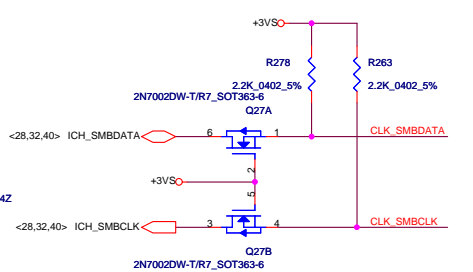 +3VS
R278
R263
2.2K_0402_5%
2.2K_0402_5%
2N7002DW-T/R7_SOT363-6
Q27A
<28,32,40> ICH_SMBDATA
6
1
CLK_SMBDATA
2
+3VS
5
4Z
<28,32,40> ICH_SMBCLK
3
4
CLK_SMBCLK
Q27B
2N7002DW-T/R7_SOT363-6